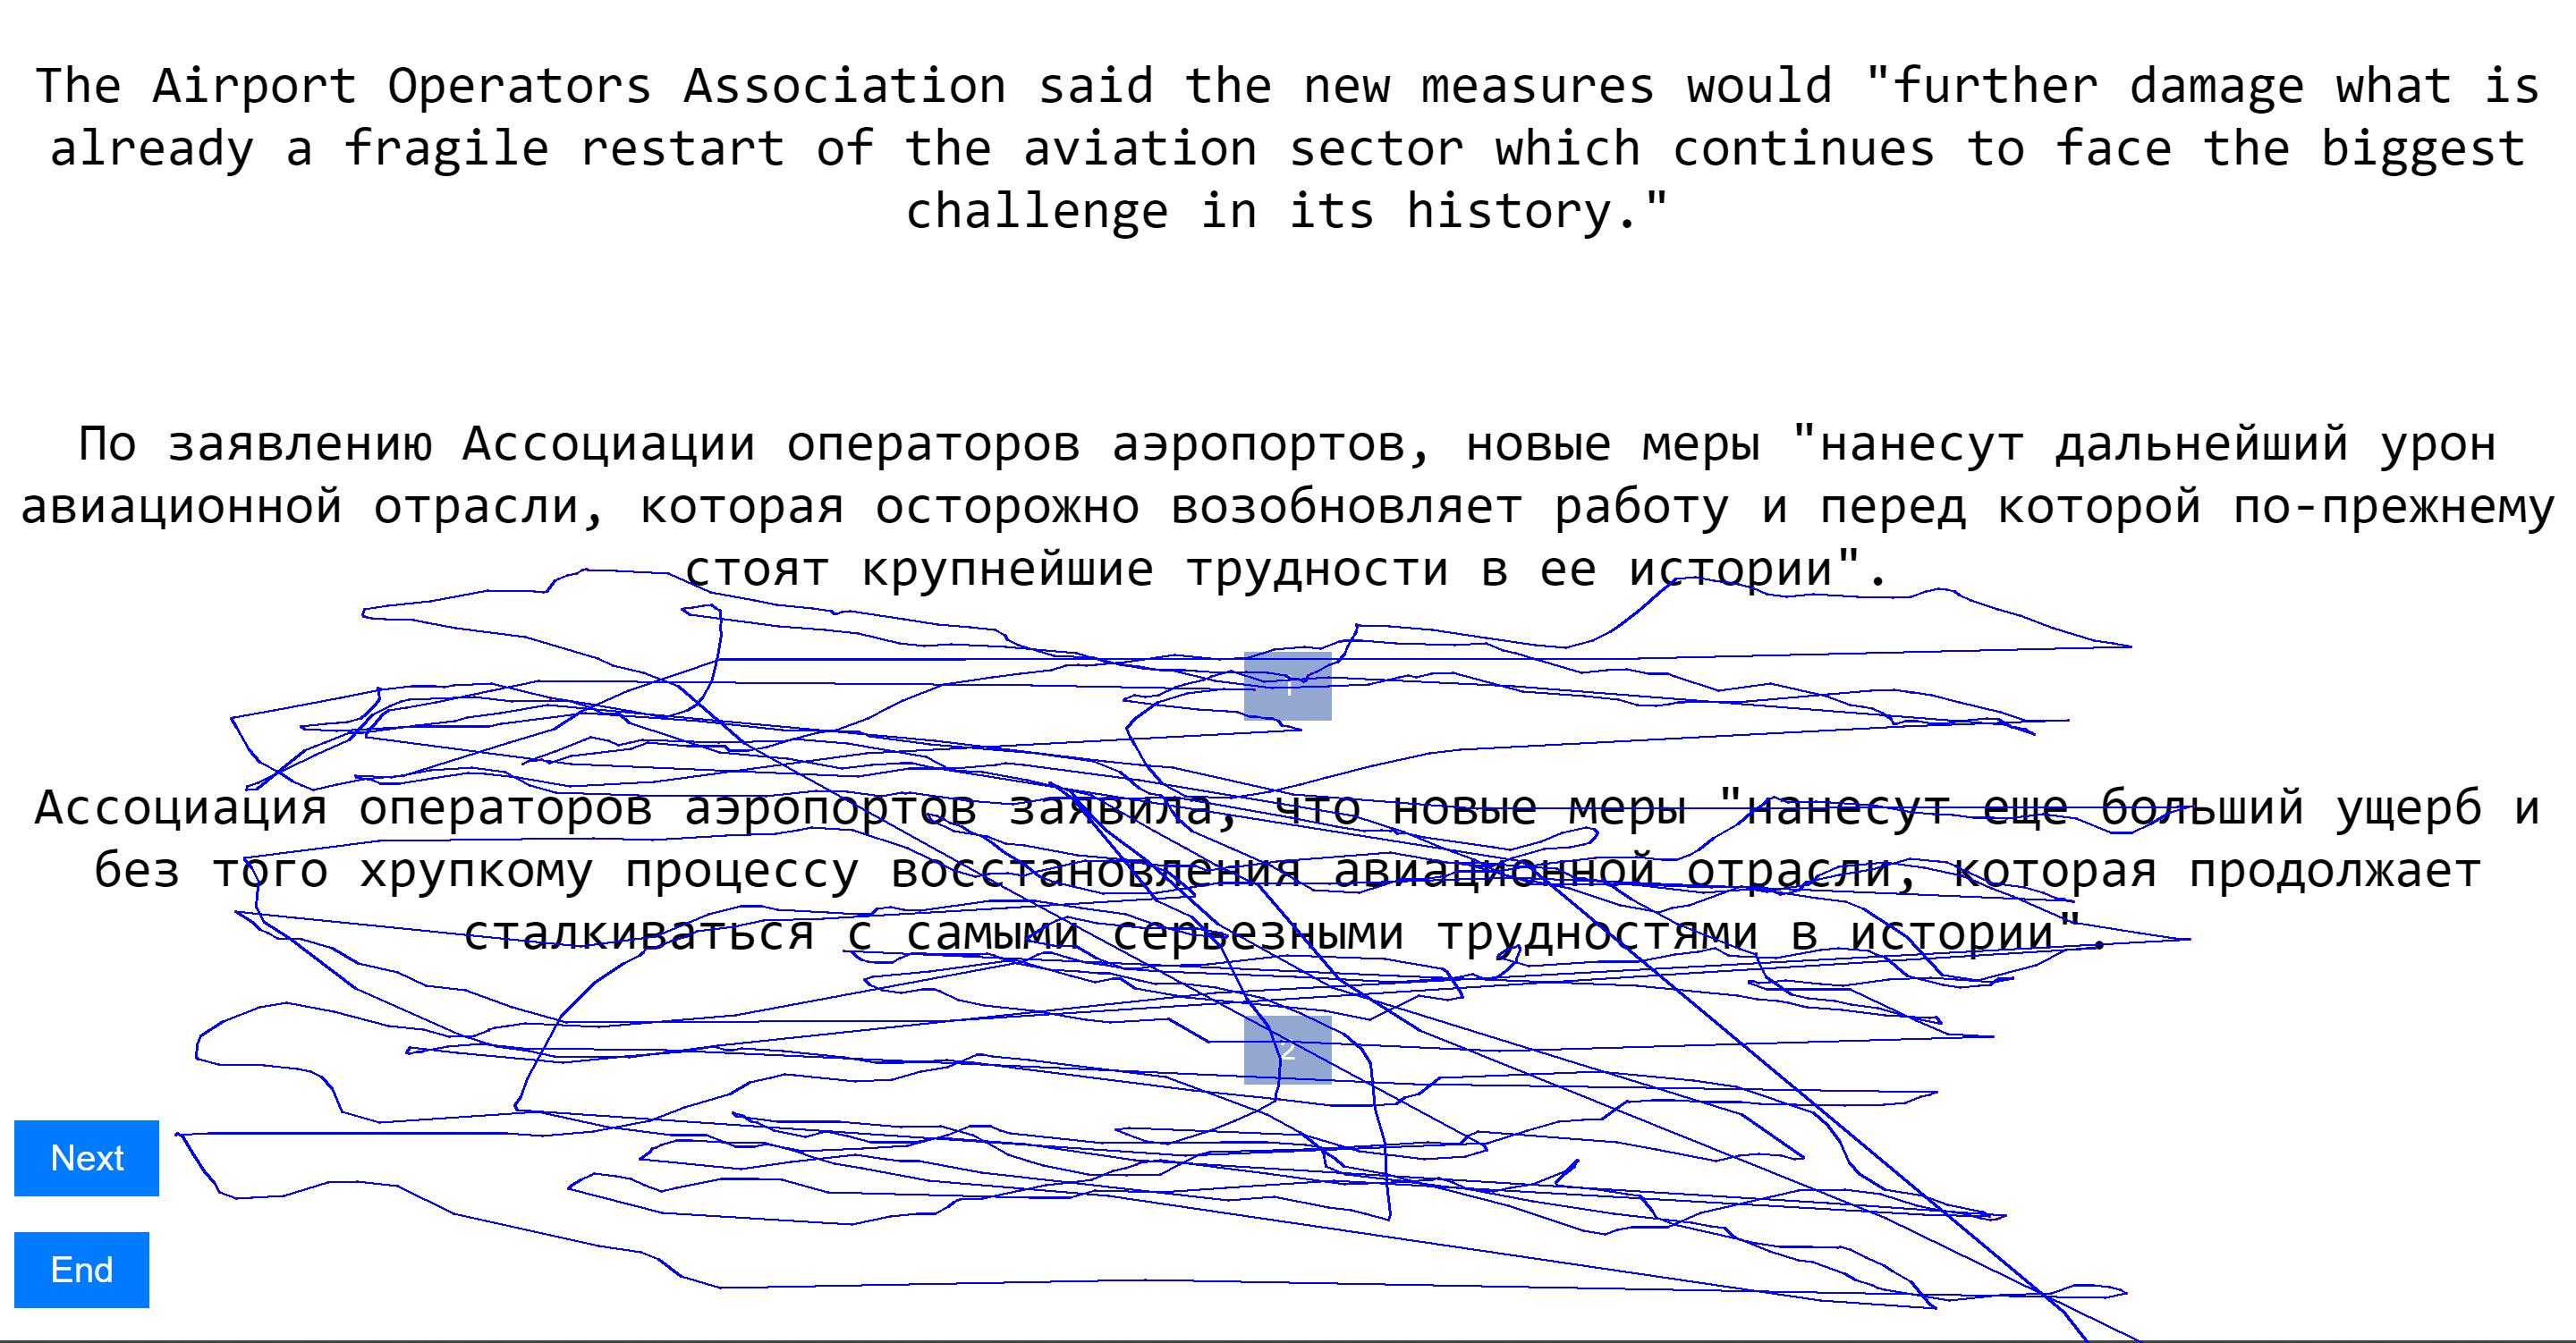 The Airport Operators Association said the new measures would "further damage what is
already a fragile restart of the aviation sector which continues to face the biggest
challenge in its history."
По заявлению Ассоциации операторов аэропортов, новые меры "нанесут дальнейший урон
авиационной отрасли, которая осторожно возобновляет работу и перед которой по-прежнему
стоят крупнейшие трудности в ее истории".
1
Ассоциация операторов аэропортов заявила, что новые меры "нанесут еще больший ущерб и
без того хрупкому процессу восстановления авиационной отрасли, которая продолжает
сталкиваться с самыми серьезными трудностями в истории".
2
Next
End